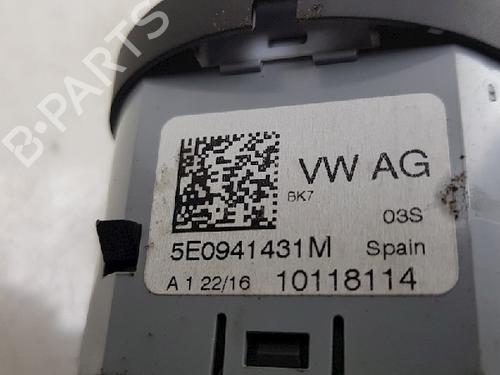 B-PARTS
VW AG
BK7
03S
5E0941431M Spain
A 1 22/16 10118114